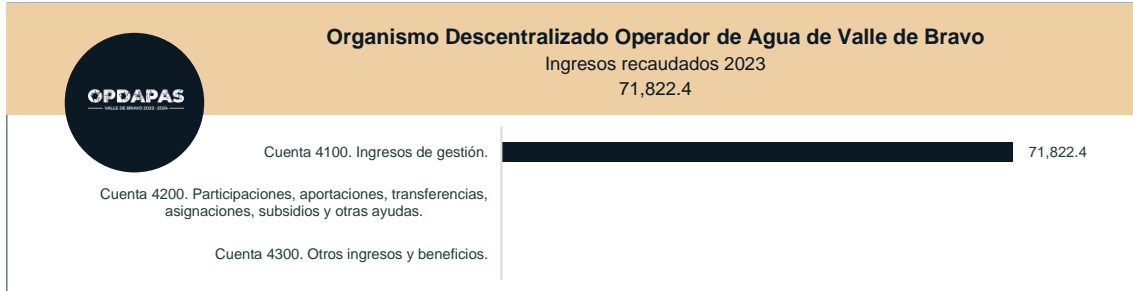 Organismo Descentralizado Operador de Agua de Valle de Bravo
Ingresos recaudados 2023
71,822.4
OPDAPAS
VALLE DE BRAVO 2022 - 2024
Cuenta 4100. Ingresos de gestión.
71,822.4
Cuenta 4200. Participaciones, aportaciones, transferencias,
asignaciones, subsidios y otras ayudas.
Cuenta 4300. Otros ingresos y beneficios.